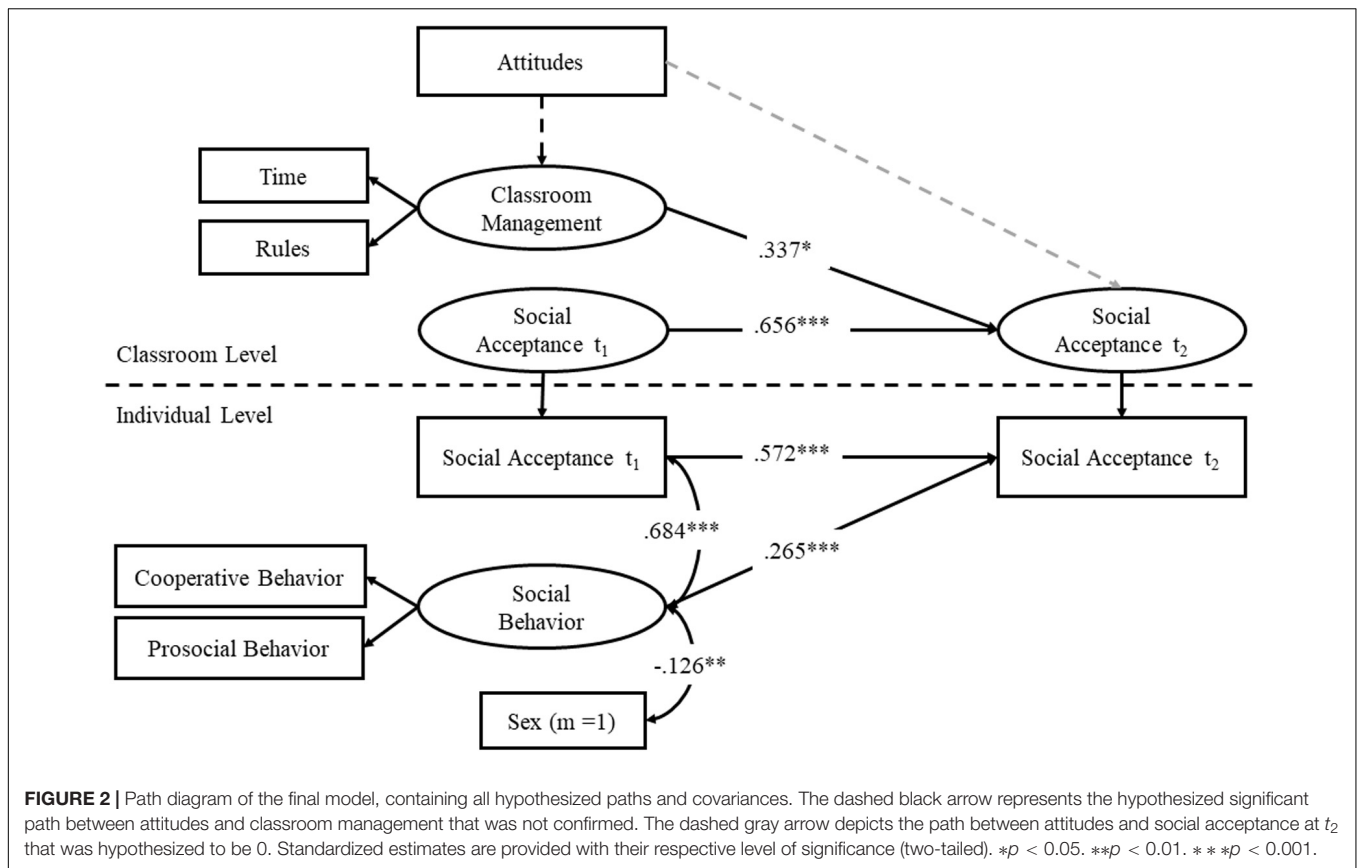 Attitudes
Time
Classroom
Management
Rules
.337*
Social
Acceptance t₁
.656***
Social
Acceptance t₂
Classroom Level
Individual Level
Social Acceptance t₁
.572***
Social Acceptance t₂
.684***
.265***
Cooperative Behavior
Social
Behavior
Prosocial Behavior
-.126**
Sex (m =1)
FIGURE 2 | Path diagram of the final model, containing all hypothesized paths and covariances. The dashed black arrow represents the hypothesized significant
path between attitudes and classroom management that was not confirmed. The dashed gray arrow depicts the path between attitudes and social acceptance at t₂
that was hypothesized to be 0. Standardized estimates are provided with their respective level of significance (two-tailed). ∗p < 0.05. ∗∗p < 0.01. ∗ ∗ ∗p < 0.001.